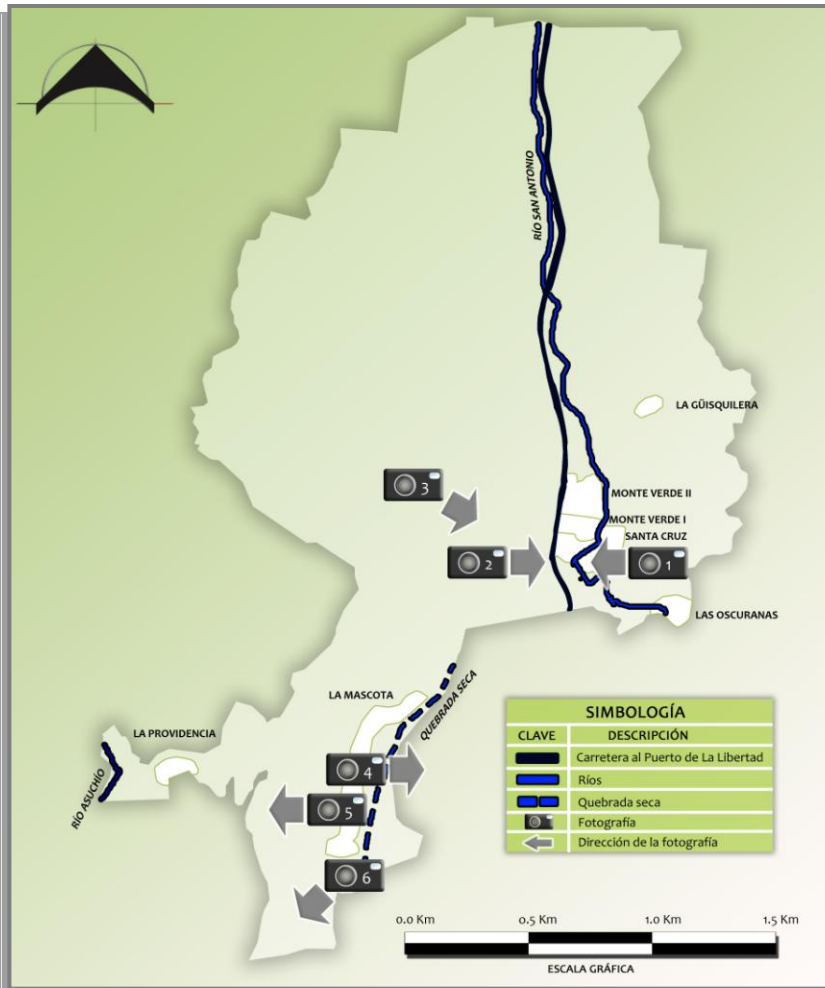 RÍO SAN ANTONIO
LA GÜISQUILERA
3
MONTE VERDE II
MONTE VERDE I
SANTA CRUZ
2
1
LAS OSCURANAS
LA MASCOTA
QUEBRADA SECA
LA PROVIDENCIA
RÍO ASUCHÍO
4
5
6
SIMBOLOGÍA
CLAVE DESCRIPCIÓN
Carretera al Puerto de La Libertad
Ríos
Quebrada seca
Fotografía
Dirección de la fotografía
0.0 Km 0.5 Km 1.0 Km 1.5 Km
ESCALA GRÁFICA